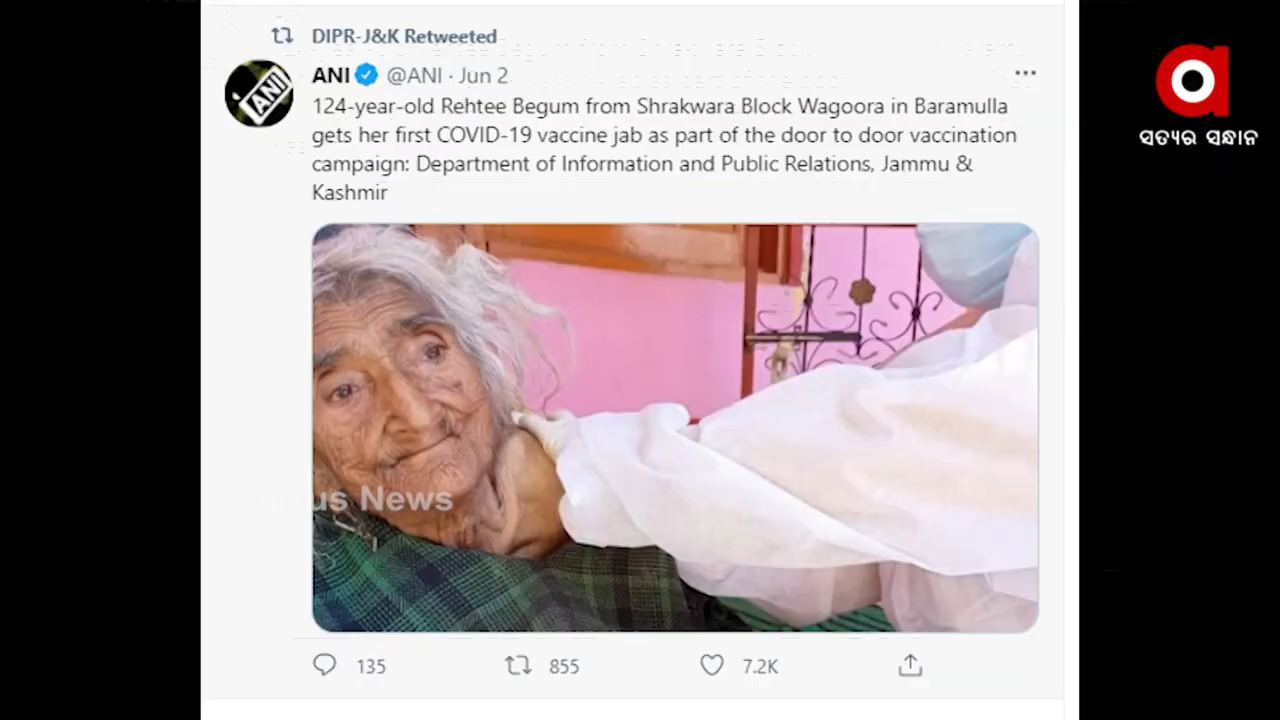 DIPR-J&K Retweeted
ANI @ANI · Jun 2
124-year-old Rehtee Begum from Shrakwara Block Wagoora in Baramulla
gets her first COVID-19 vaccine jab as part of the door to door vaccination
campaign: Department of Information and Public Relations, Jammu &
Kashmir
ANI
ସତ୍ୟର ସନ୍ଧାନ
us News
135 855 7.2K